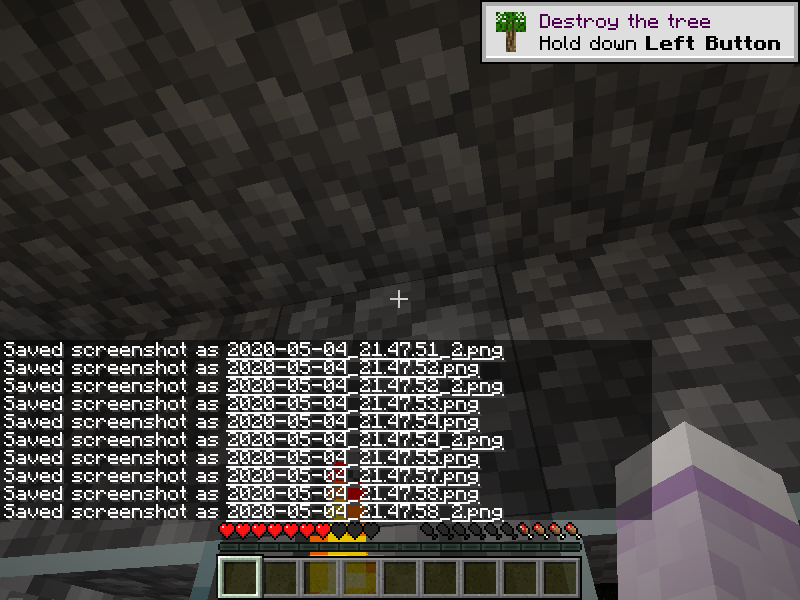 Destroy the tree
Hold down Left Button
Saved screenshot as 2020-05-04_21.47.51_2.png
Saved screenshot as 2020-05-04_21.47.52.png
Saved screenshot as 2020-05-04_21.47.52_2.png
Saved screenshot as 2020-05-04_21.47.53.png
Saved screenshot as 2020-05-04_21.47.54.png
Saved screenshot as 2020-05-04_21.47.54_2.png
Saved screenshot as 2020-05-04_21.47.55.png
Saved screenshot as 2020-05-04_21.47.57.png
Saved screenshot as 2020-05-04_21.47.58.png
Saved screenshot as 2020-05-04_21.47.58_2.png